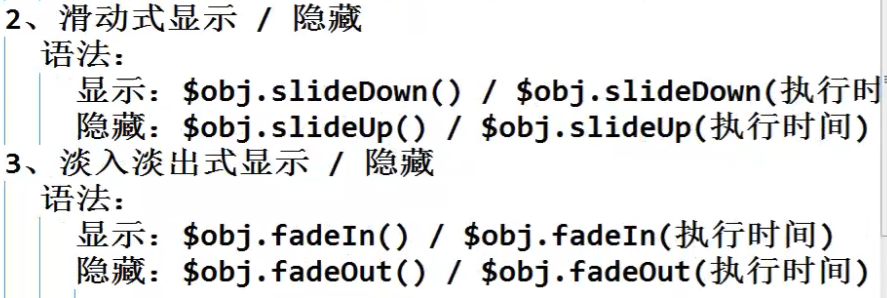 2、滑动式显示 / 隐藏
语法：
显示：$obj.slideDown() / $obj.slideDown(执行时
隐藏：$obj.slideUp() / $obj.slideUp(执行时间)
3、淡入淡出式显示 / 隐藏
语法：
显示：$obj.fadeIn() / $obj.fadeIn(执行时间)
隐藏：$obj.fadeOut() / $obj.fadeOut(执行时间)